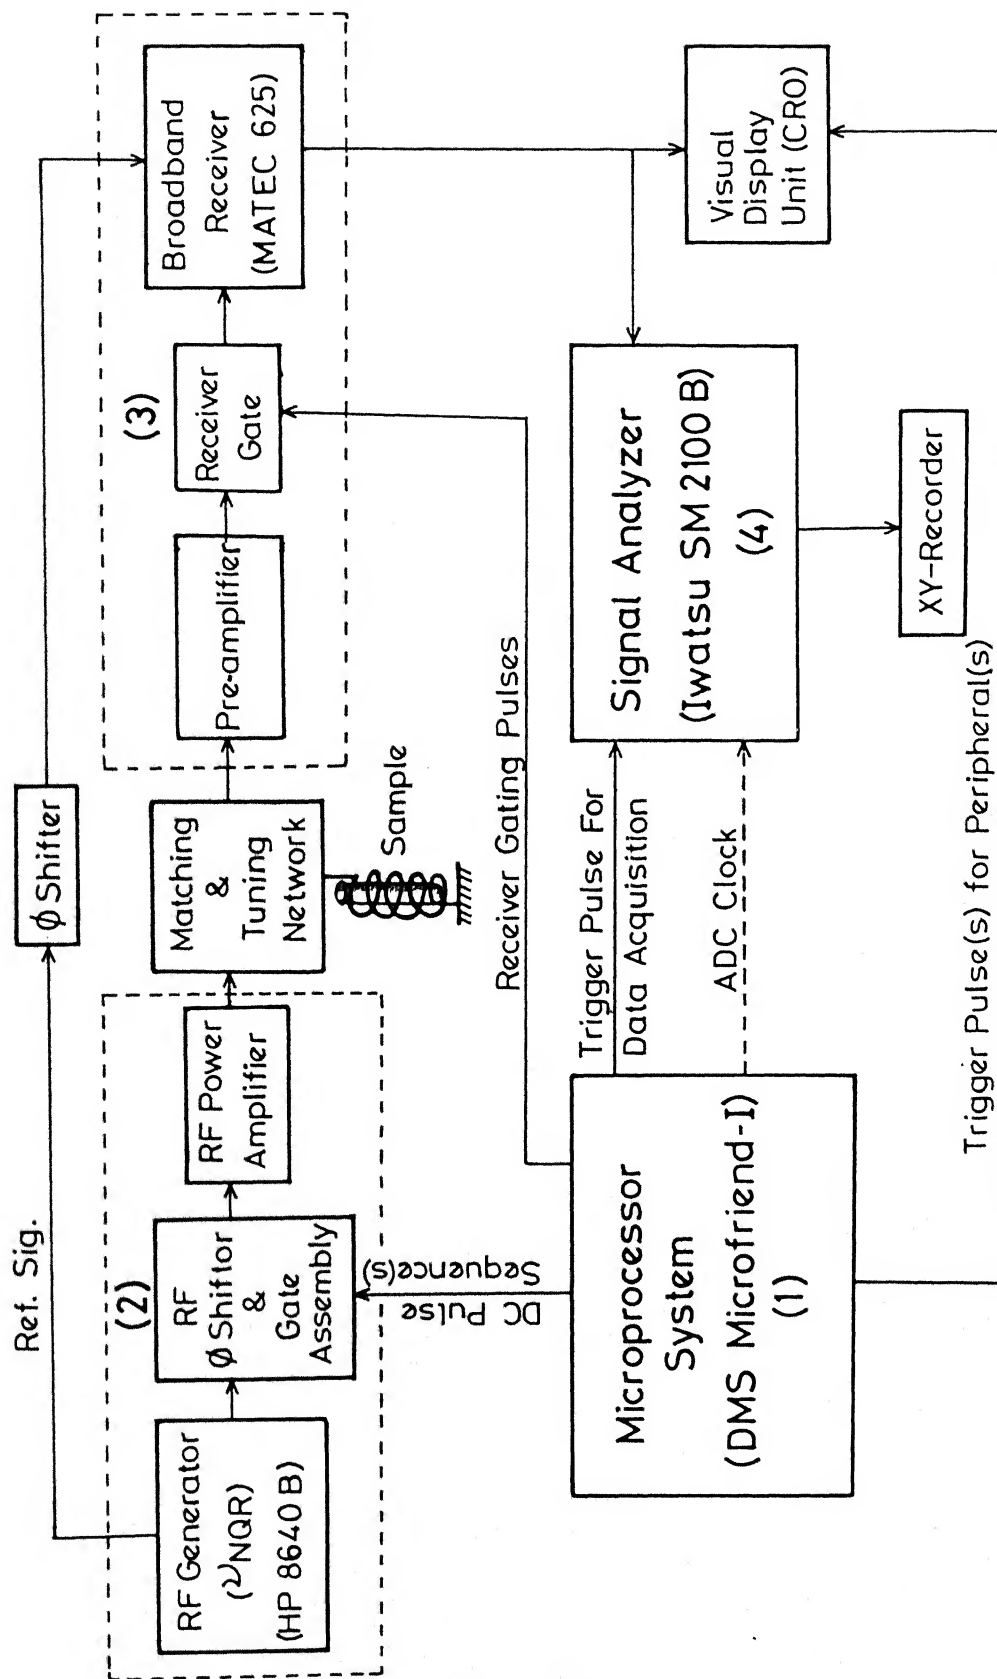 Ref. Sig.
ϕ Shifter
(2)
(3)
RF Generator
(νNQR)
(HP 8640 B)
RF
ϕ Shiftor
&
Gate
Assembly
RF Power
Amplifier
Matching
&
Tuning
Network
Sample
Pre-amplifier
Receiver
Gate
Broadband
Receiver
(MATEC 625)
DC Pulse
Sequence(s)
Receiver Gating Pulses
Microprocessor
System
(DMS Microfriend-I)
(1)
Trigger Pulse For
Data Acquisition
ADC Clock
Signal Analyzer
(Iwatsu SM 2100 B)
(4)
Visual
Display
Unit (CRO)
XY-Recorder
Trigger Pulse(s) for Peripheral(s)